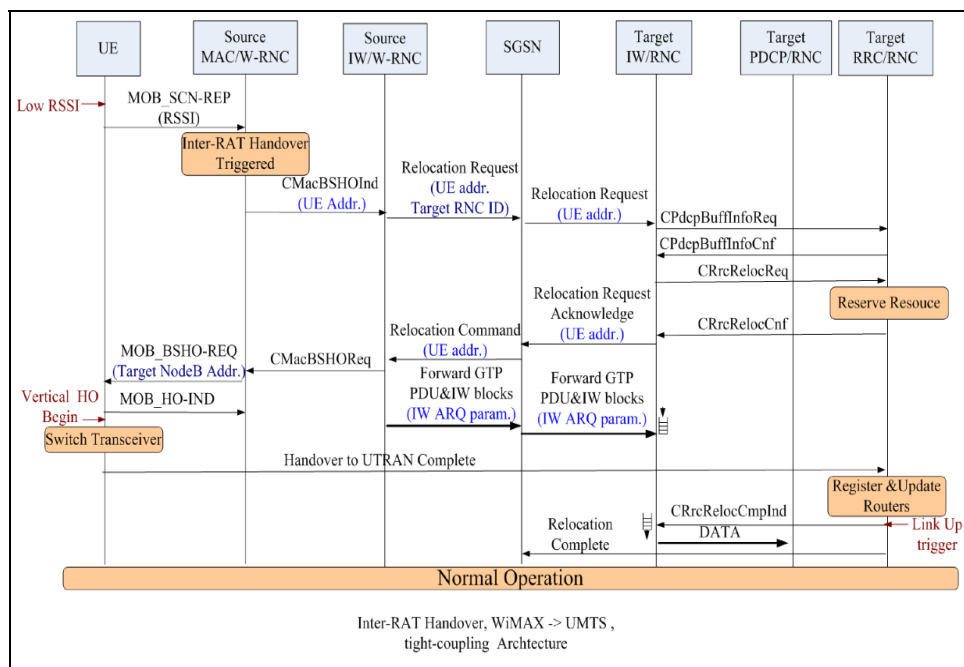 UE
Source
MAC/W-RNC
Source
IW/W-RNC
SGSN
Target
IW/RNC
Target
PDCP/RNC
Target
RRC/RNC
Low RSSI
MOB_SCN-REP
(RSSI)
Inter-RAT Handover
Triggered
CMacBSHOInd
(UE Addr.)
Relocation Request
(UE addr.
Target RNC ID)
Relocation Request
(UE addr.)
CPdcpBuffInfoReq
CPdcpBuffInfoCnf
CRrcRelocReq
Reserve Resouce
Relocation Request
Acknowledge
(UE addr.)
CRrcRelocCnf
Relocation Command
(UE addr.)
CMacBSHOReq
MOB_BSHO-REQ
(Target NodeB Addr.)
Forward GTP
PDU&IW blocks
(IW ARQ param.)
Forward GTP
PDU&IW blocks
(IW ARQ param.)
Vertical HO
Begin
MOB_HO-IND
Switch Transceiver
Handover to UTRAN Complete
Register &Update
Routers
CRrcRelocCmpInd
Link Up
trigger
DATA
Relocation
Complete
Normal Operation
Inter-RAT Handover, WiMAX -> UMTS ,
tight-coupling Archtecture